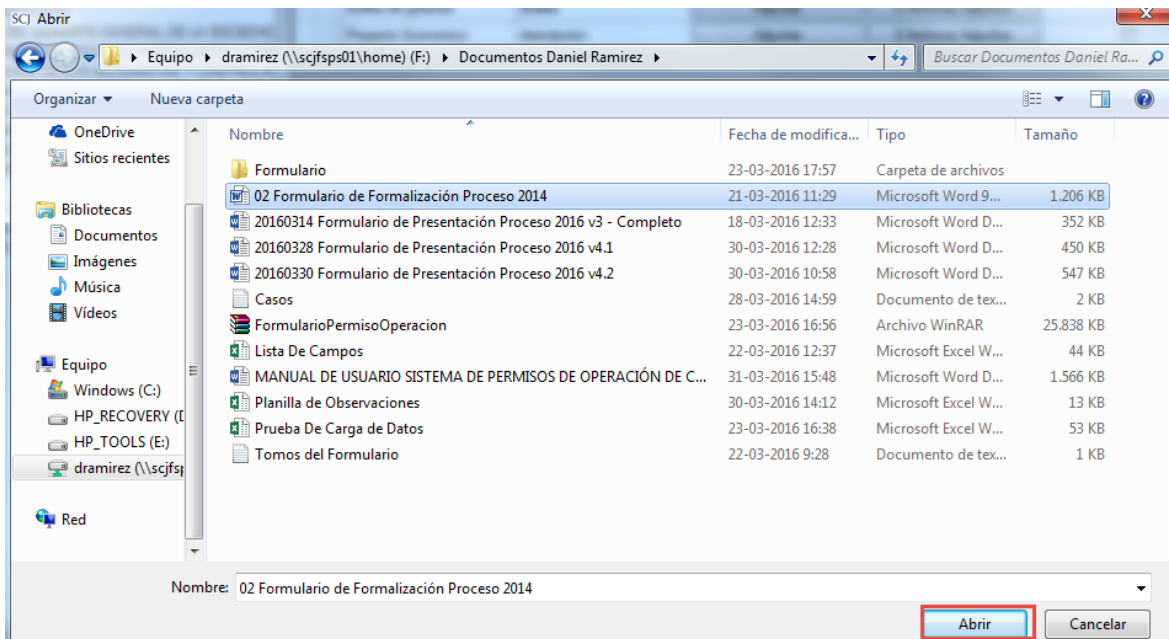 SCJ Abrir
Equipo dramirez (\\scjfsps01\home) (F:) Documentos Daniel Ramirez
Buscar Documentos Daniel Ra...
Organizar
Nueva carpeta
OneDrive
Sitios recientes
Bibliotecas
Documentos
Imágenes
Música
Vídeos
Equipo
Windows (C:)
HP_RECOVERY (D
HP_TOOLS (E:)
dramirez (\\scjfsp
Red
Nombre Fecha de modifica... Tipo Tamaño
Formulario 23-03-2016 17:57 Carpeta de archivos
02 Formulario de Formalización Proceso 2014 21-03-2016 11:29 Microsoft Word 9... 1.206 KB
20160314 Formulario de Presentación Proceso 2016 v3 - Completo 18-03-2016 12:33 Microsoft Word D... 352 KB
20160328 Formulario de Presentación Proceso 2016 v4.1 30-03-2016 12:28 Microsoft Word D... 450 KB
20160330 Formulario de Presentación Proceso 2016 v4.2 30-03-2016 10:58 Microsoft Word D... 547 KB
Casos 28-03-2016 14:59 Documento de tex... 2 KB
FormularioPermisoOperacion 23-03-2016 16:56 Archivo WinRAR 25.838 KB
Lista De Campos 22-03-2016 12:37 Microsoft Excel W... 44 KB
MANUAL DE USUARIO SISTEMA DE PERMISOS DE OPERACIÓN DE C... 31-03-2016 15:48 Microsoft Word D... 1.566 KB
Planilla de Observaciones 30-03-2016 14:12 Microsoft Excel W... 13 KB
Prueba De Carga de Datos 23-03-2016 16:38 Microsoft Excel W... 53 KB
Tomos del Formulario 22-03-2016 9:28 Documento de tex... 1 KB
Nombre: 02 Formulario de Formalización Proceso 2014
Abrir Cancelar